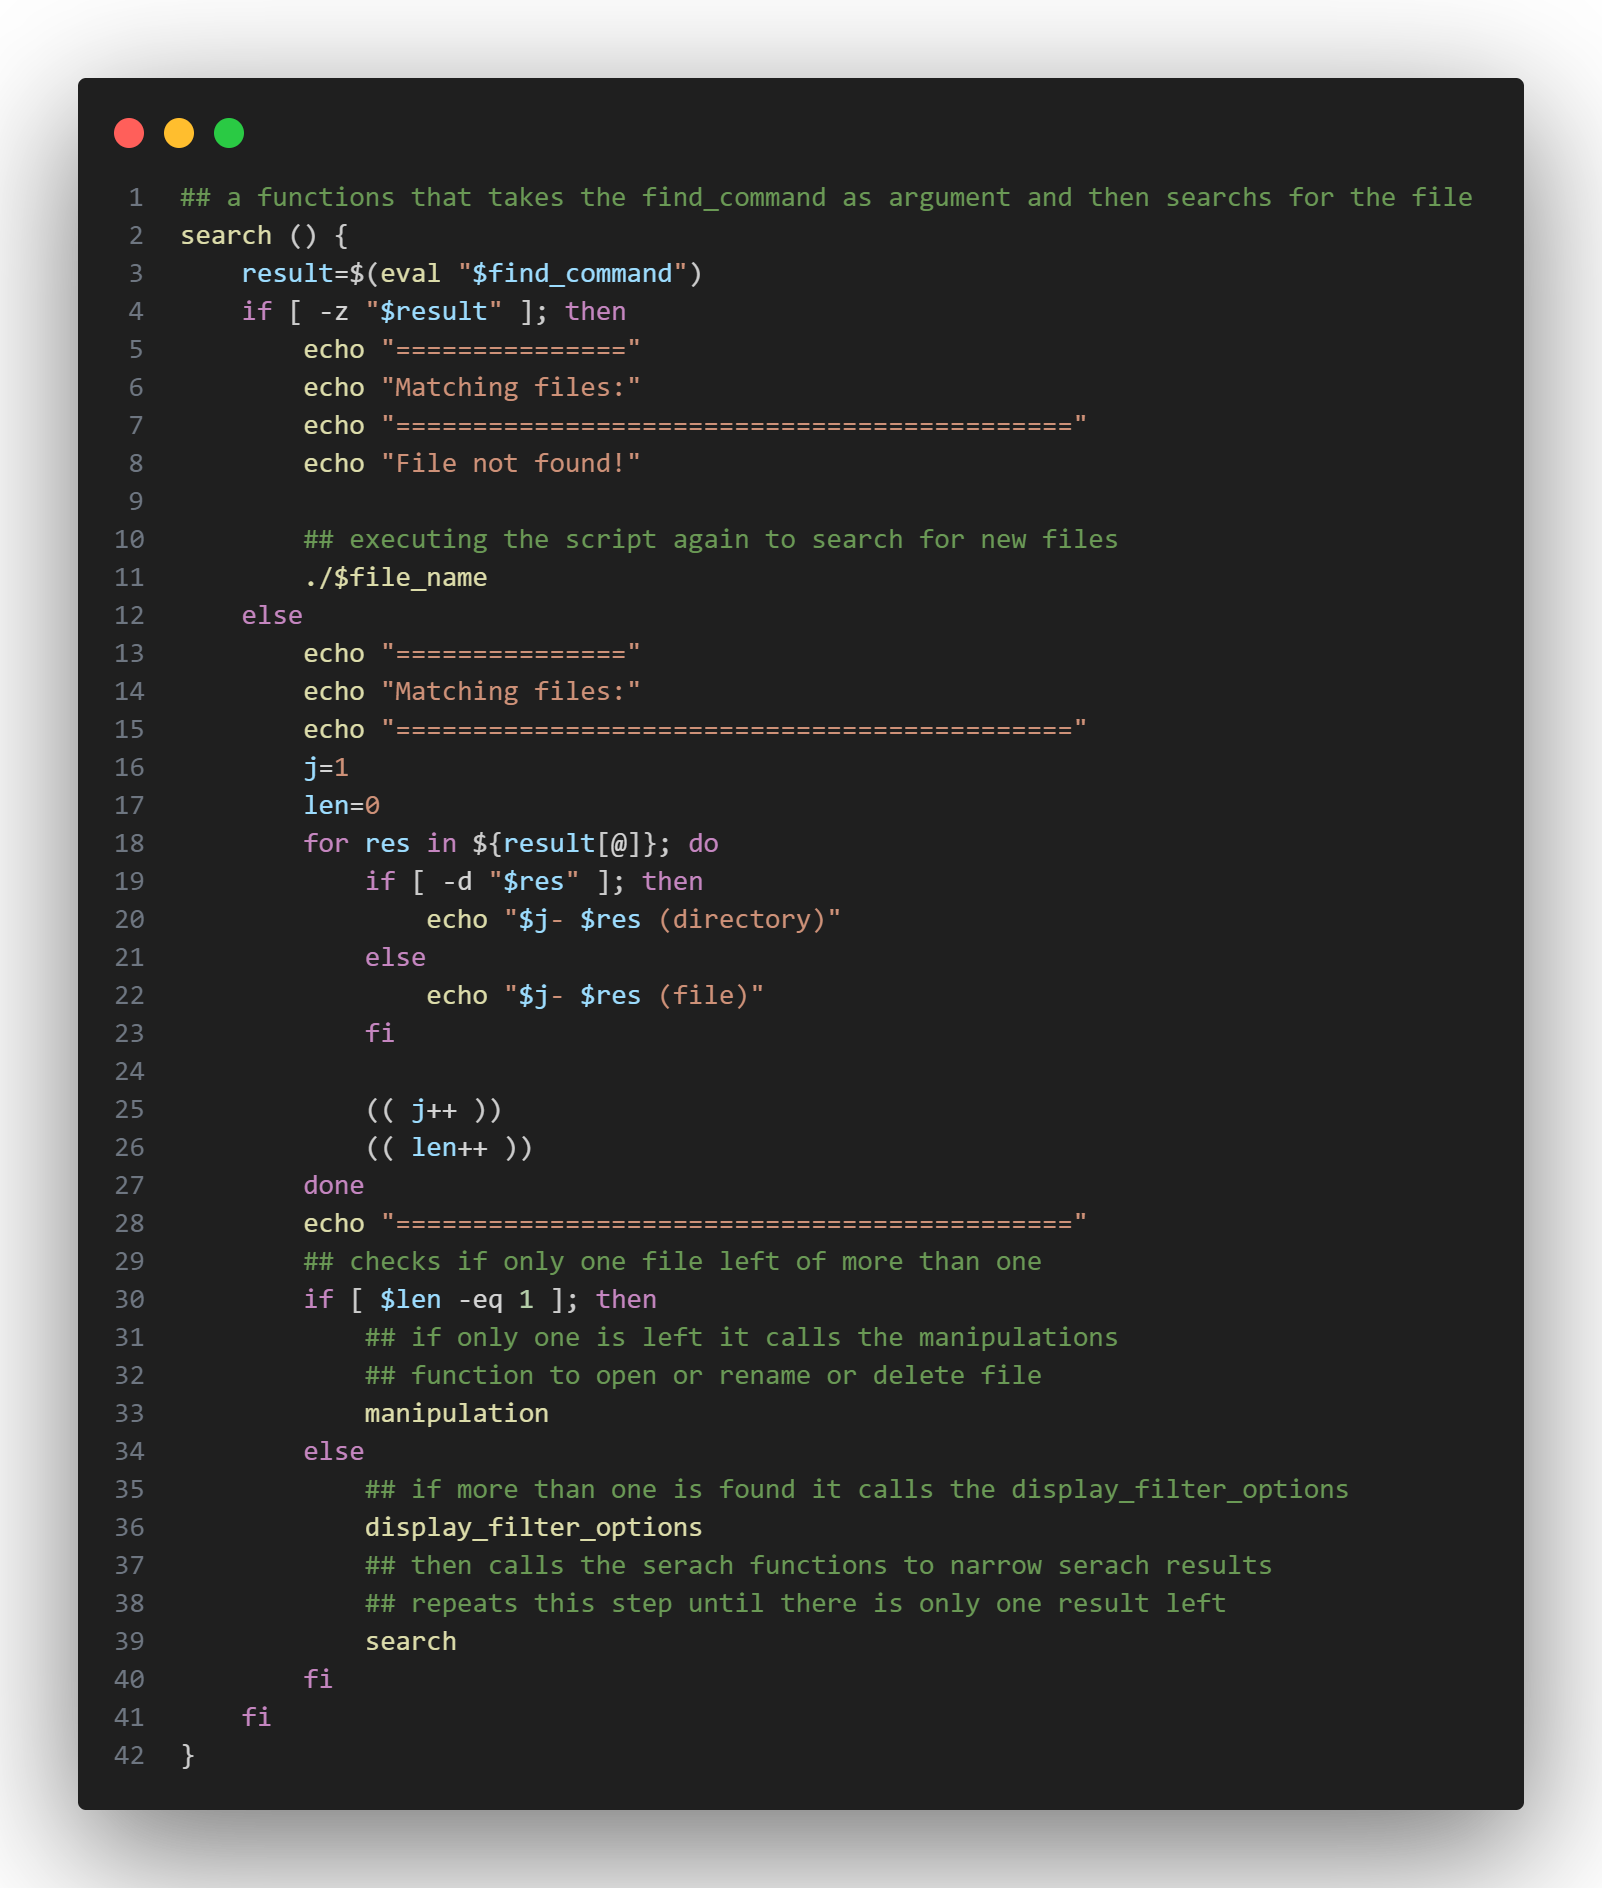 1 ## a functions that takes the find_command as argument and then searchs for the file
2 search () {
3     result=$(eval "$find_command")
4     if [ -z "$result" ]; then
5         echo "==============="
6         echo "Matching files:"
7         echo "============================================"
8         echo "File not found!"
9
10         ## executing the script again to search for new files
11         ./$file_name
12     else
13         echo "==============="
14         echo "Matching files:"
15         echo "============================================"
16         j=1
17         len=0
18         for res in ${result[@]}; do
19             if [ -d "$res" ]; then
20                 echo "$j- $res (directory)"
21             else
22                 echo "$j- $res (file)"
23             fi
24
25             (( j++ ))
26             (( len++ ))
27         done
28         echo "============================================"
29         ## checks if only one file left of more than one
30         if [ $len -eq 1 ]; then
31             ## if only one is left it calls the manipulations
32             ## function to open or rename or delete file
33             manipulation
34         else
35             ## if more than one is found it calls the display_filter_options
36             display_filter_options
37             ## then calls the serach functions to narrow serach results
38             ## repeats this step until there is only one result left
39             search
40         fi
41     fi
42 }